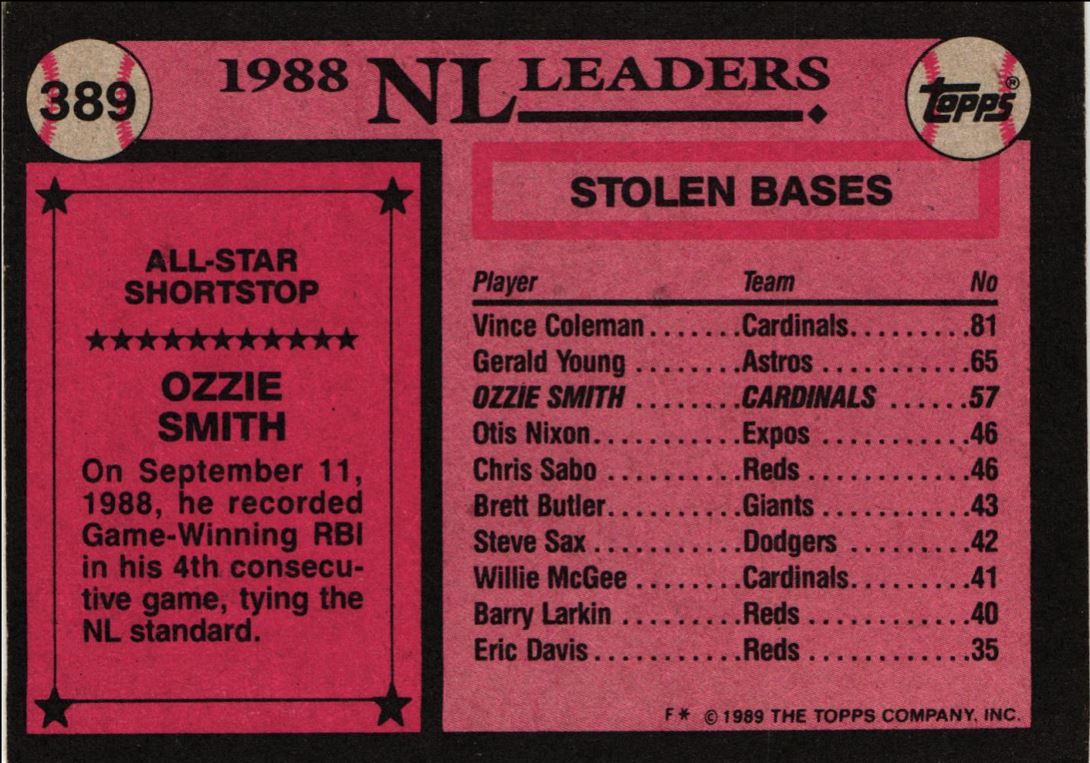 389
1988 NL LEADERS
Topps®
ALL-STAR
SHORTSTOP
OZZIE
SMITH
On September 11,
1988, he recorded
Game-Winning RBI
in his 4th consecu-
tive game, tying the
NL standard.
STOLEN BASES
Player Team No
Vince Coleman.......Cardinals.........81
Gerald Young ........Astros ............65
OZZIE SMITH ........CARDINALS ......57
Otis Nixon...........Expos ...........46
Chris Sabo ..........Reds ............46
Brett Butler..........Giants ...........43
Steve Sax ...........Dodgers .........42
Willie McGee ........Cardinals.........41
Barry Larkin .........Reds ............40
Eric Davis...........Reds ............35
F* © 1989 THE TOPPS COMPANY, INC.